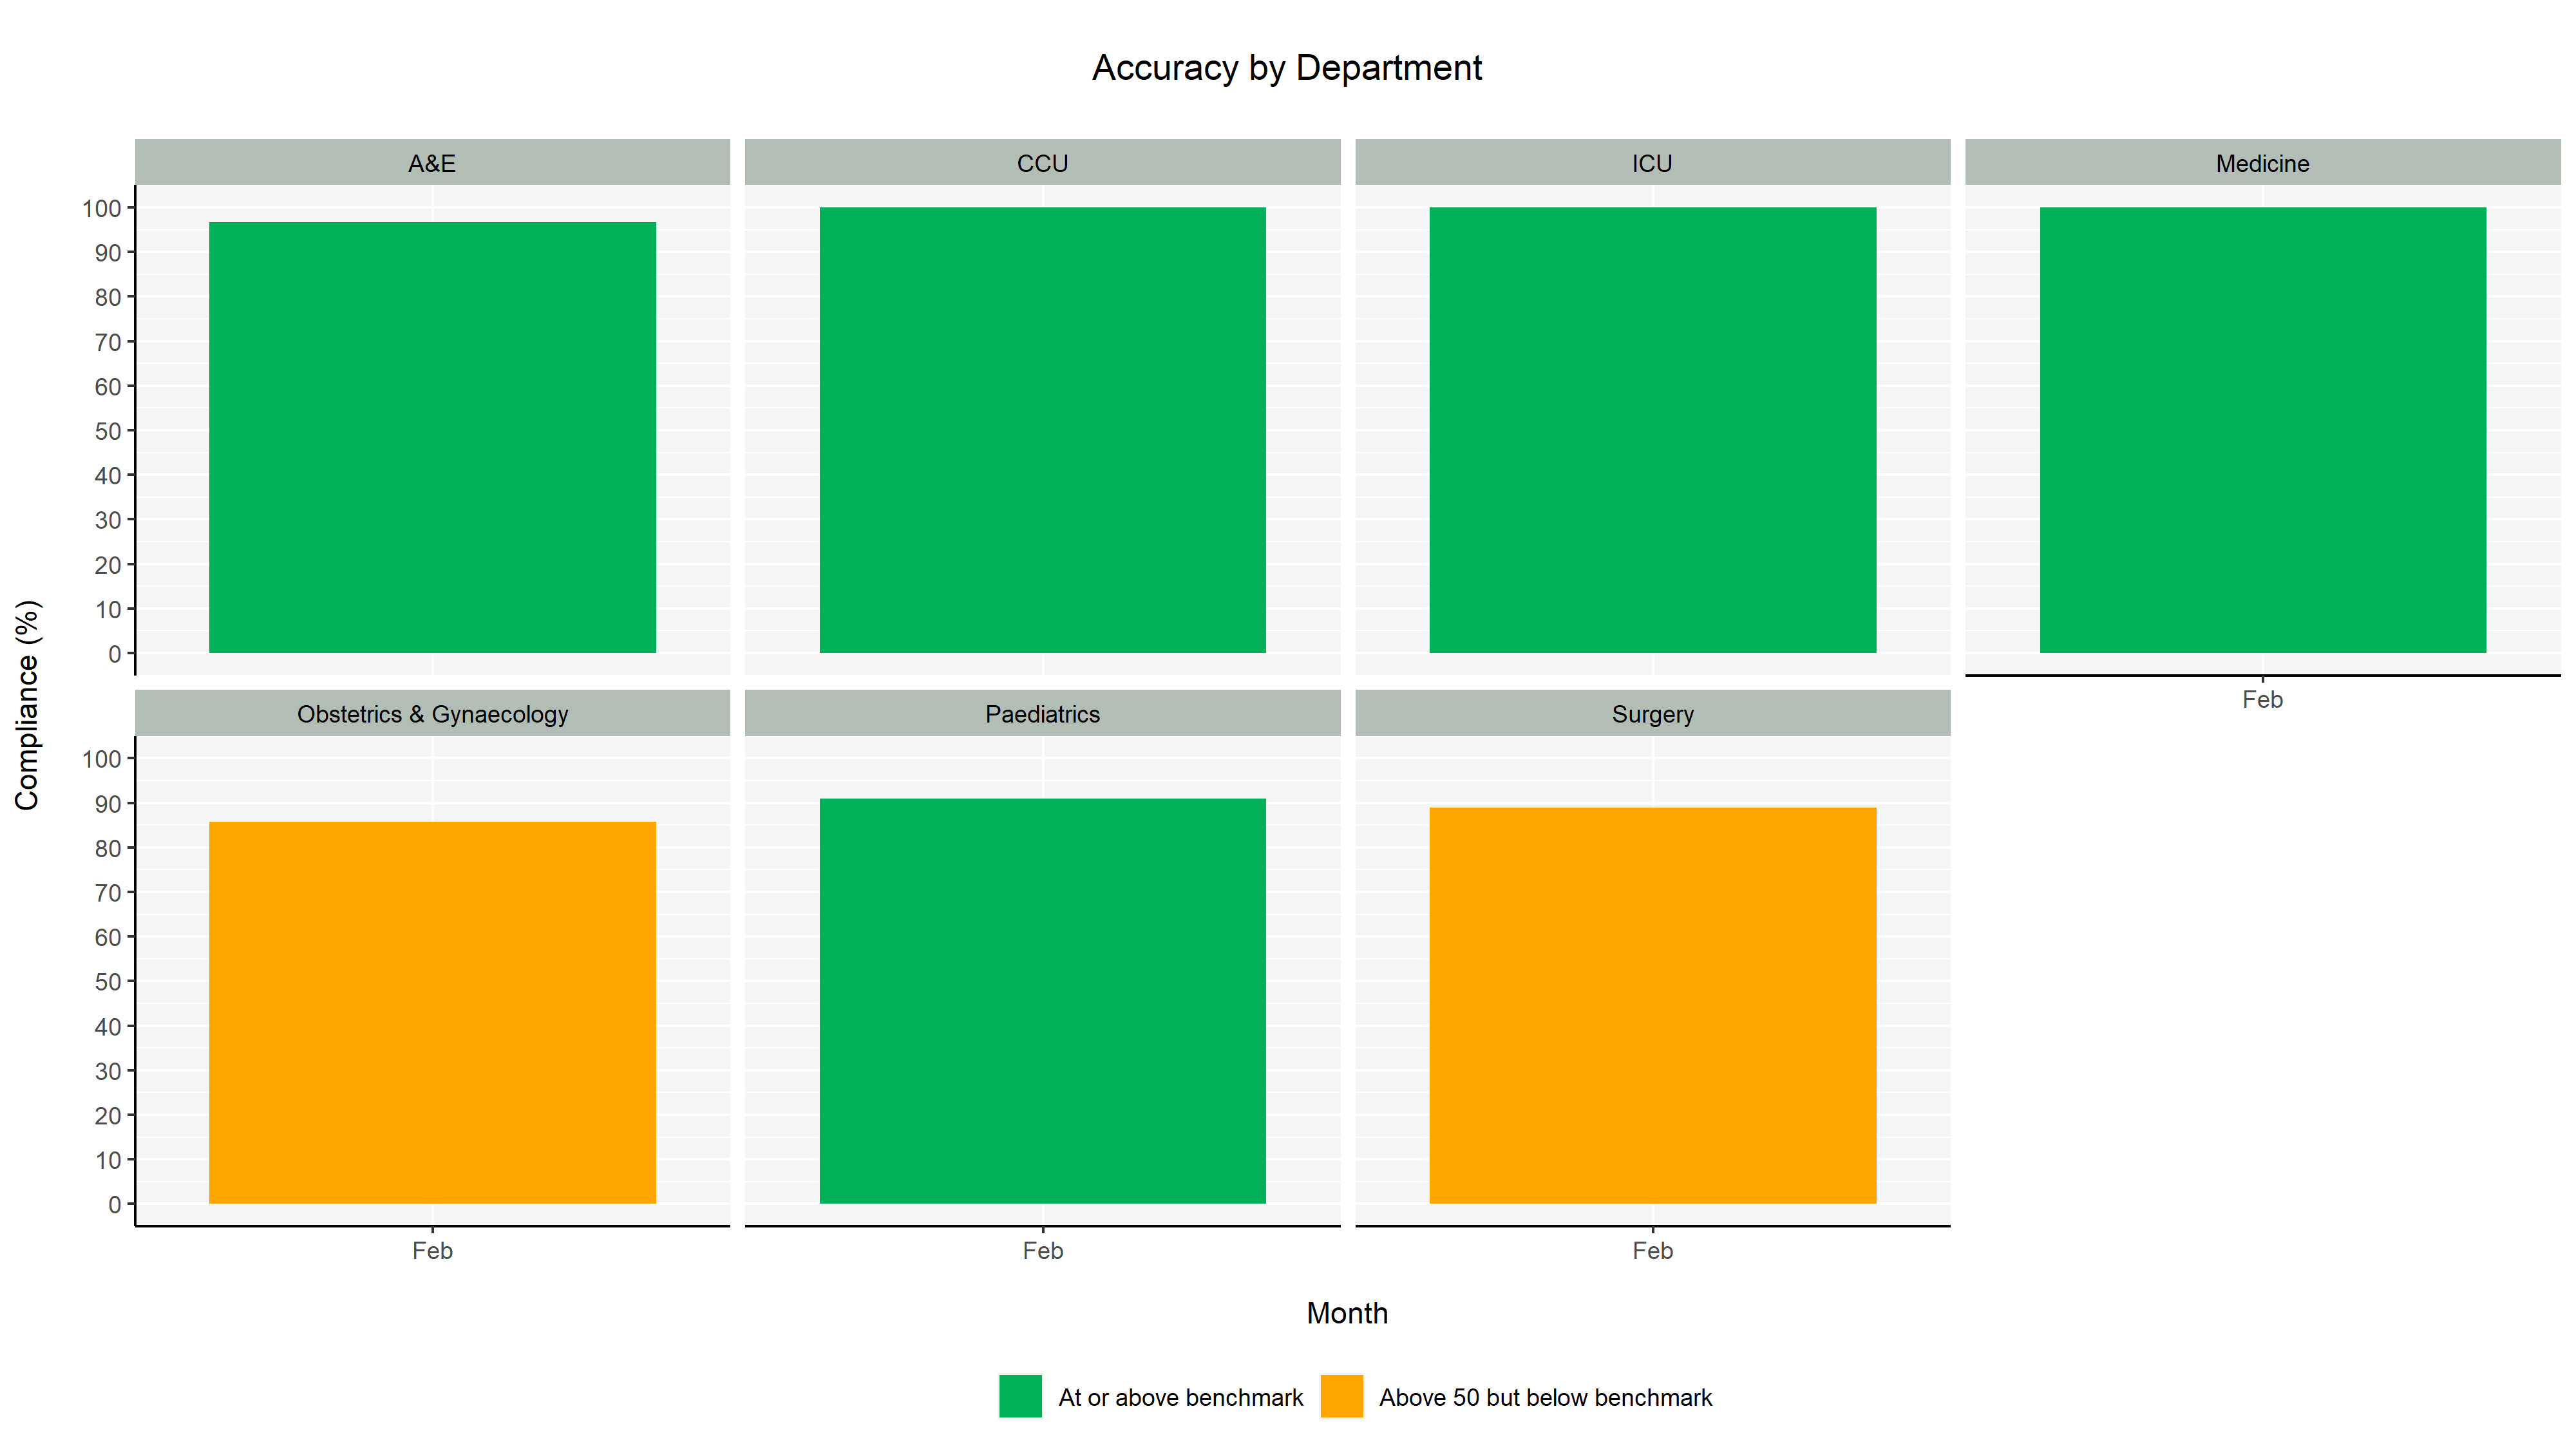 Accuracy by Department
A&E
CCU
ICU
Medicine
100
90
80
70
60
50
40
30
20
10
0
Feb
Compliance (%)
Obstetrics & Gynaecology
Paediatrics
Surgery
100
90
80
70
60
50
40
30
20
10
0
Feb
Feb
Feb
Month
At or above benchmark
Above 50 but below benchmark